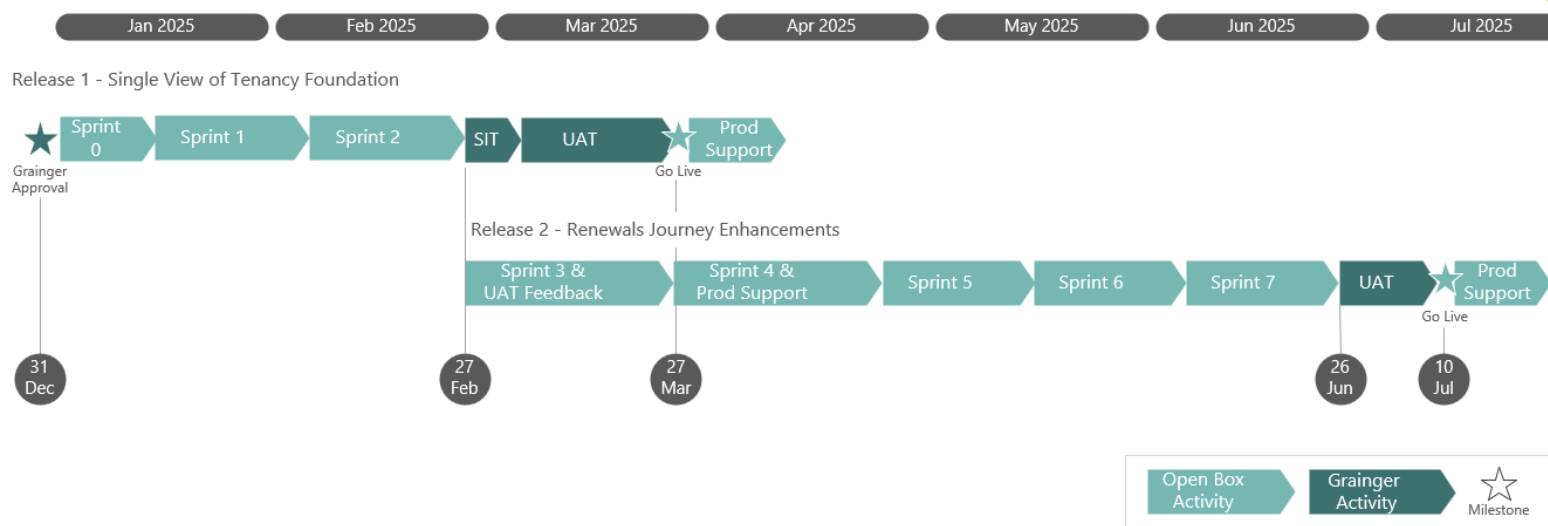 Jan 2025
Feb 2025
Mar 2025
Apr 2025
May 2025
Jun 2025
Jul 2025
Release 1 - Single View of Tenancy Foundation
Sprint
0
Sprint 1
Sprint 2
SIT
UAT
Prod
Support
Grainger
Approval
Go Live
Release 2 - Renewals Journey Enhancements
Sprint 3 &
UAT Feedback
Sprint 4 &
Prod Support
Sprint 5
Sprint 6
Sprint 7
UAT
Prod
Support
Go Live
31
Dec
27
Feb
27
Mar
26
Jun
10
Jul
Open Box
Activity
Grainger
Activity
Milestone